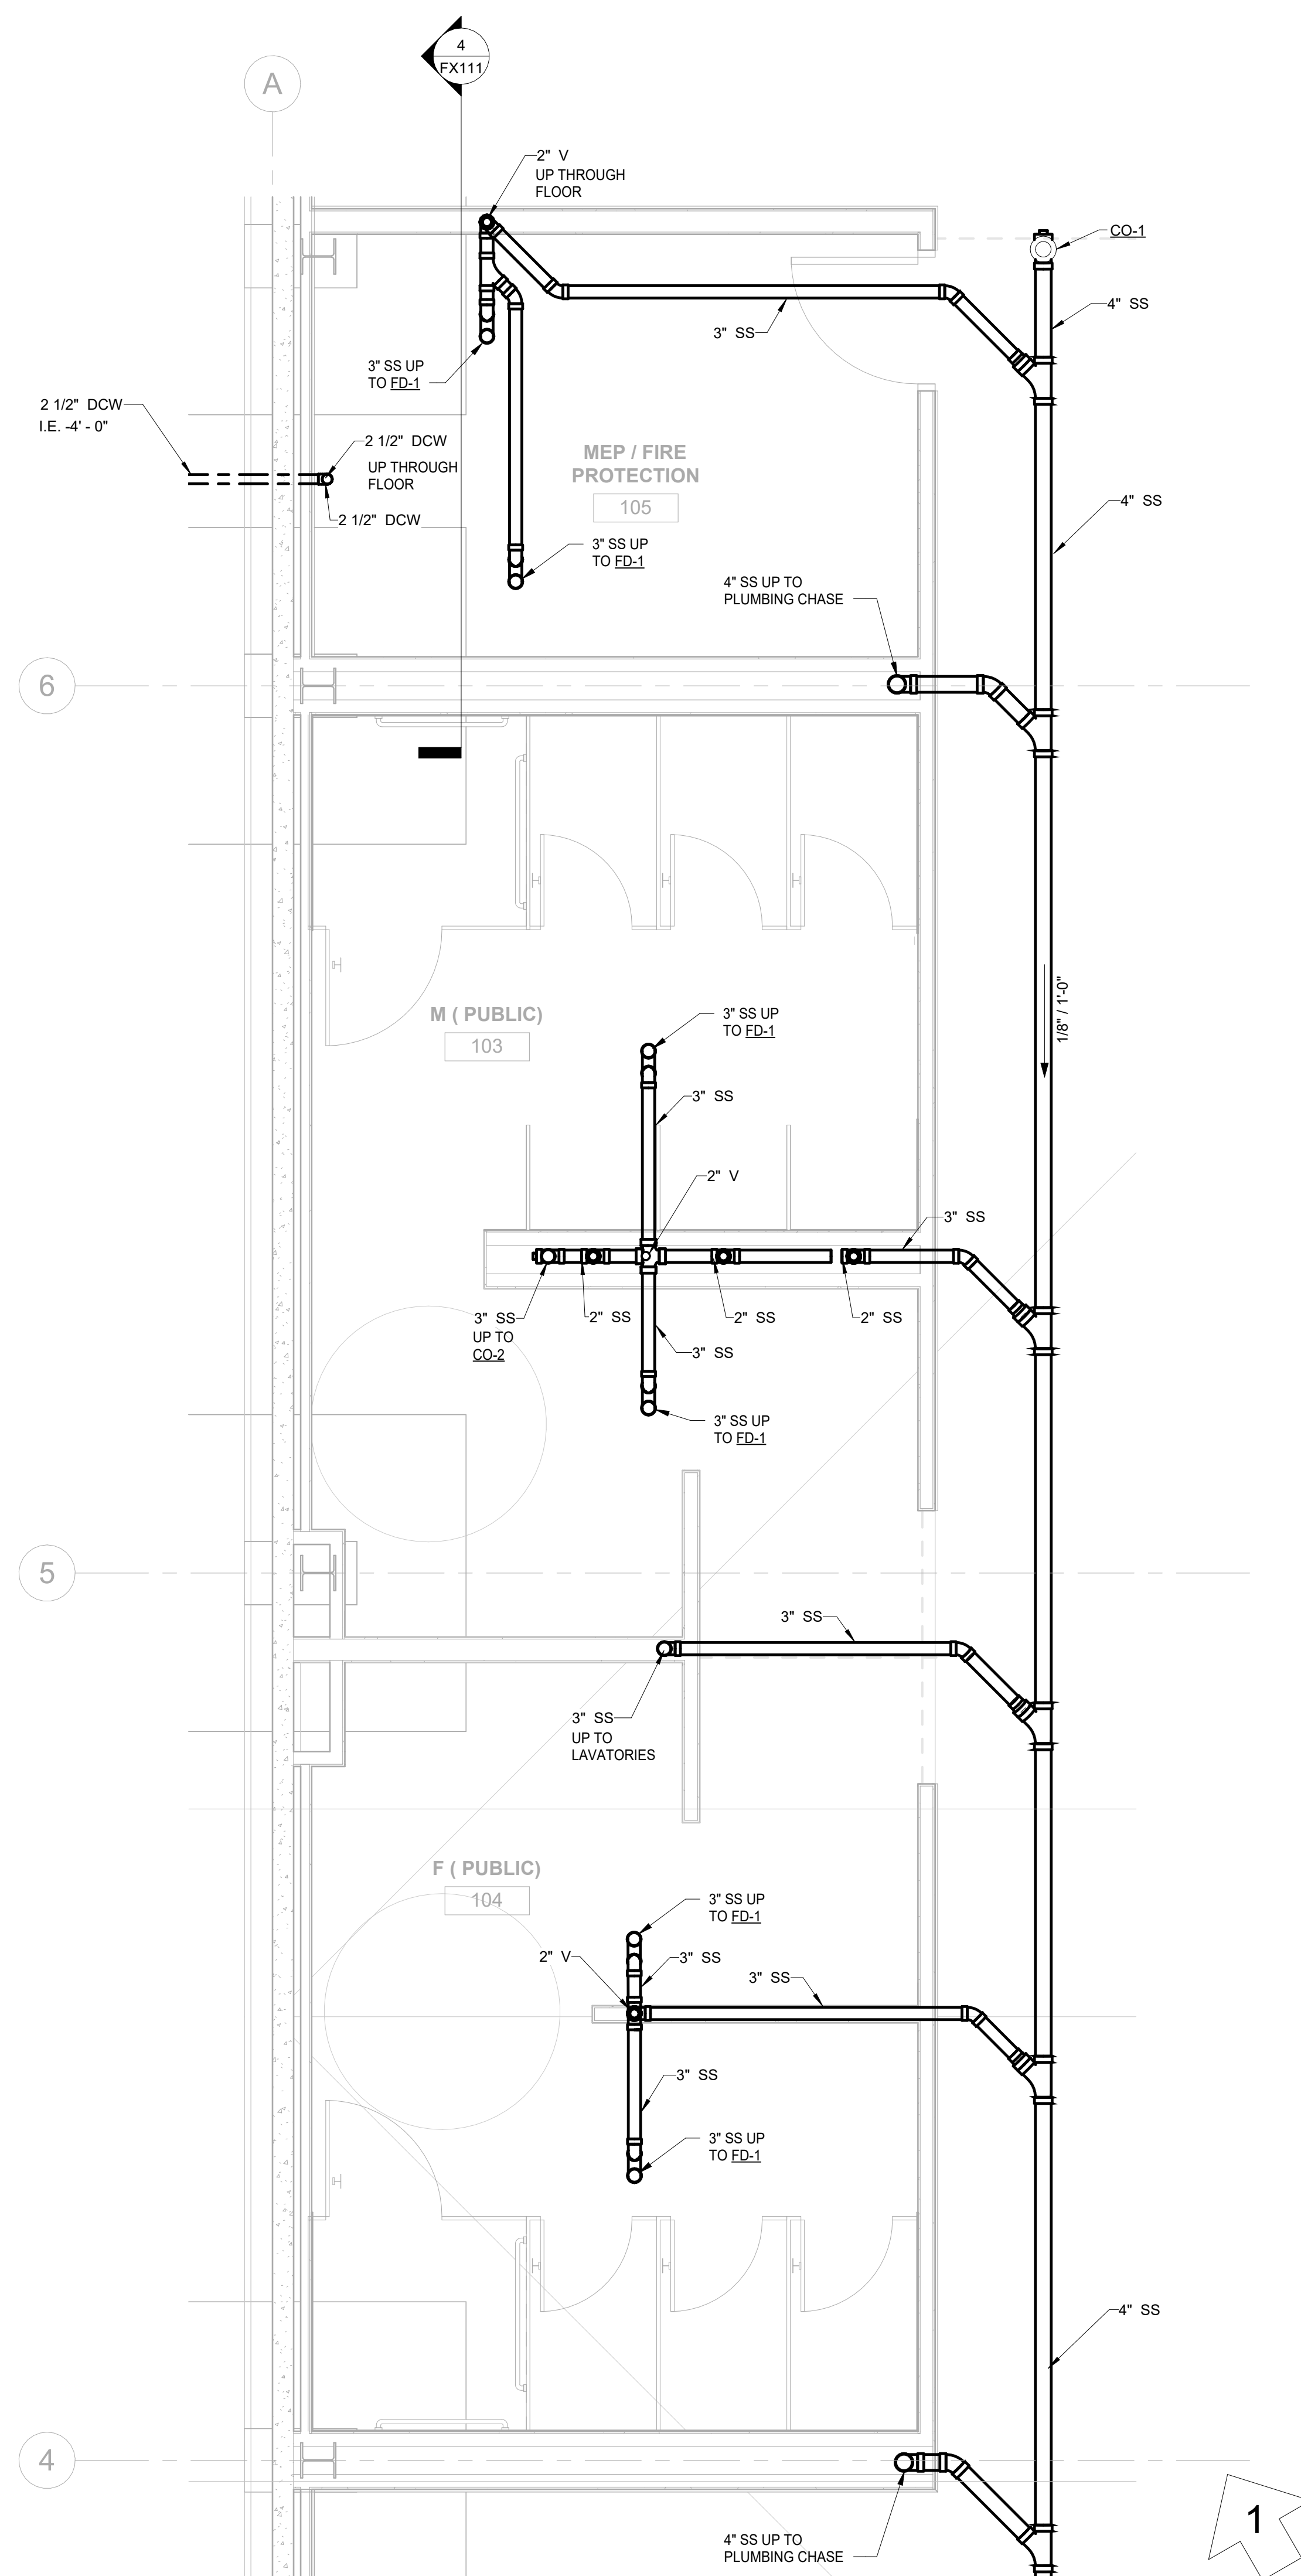 4
FX111
A
2" V
UP THROUGH
FLOOR
CO-1
4" SS
3" SS
3" SS UP
TO FD-1
2 1/2" DCW
I.E. -4' - 0"
2 1/2" DCW
UP THROUGH
FLOOR
2 1/2" DCW
MEP / FIRE
PROTECTION
105
4" SS
3" SS UP
TO FD-1
4" SS UP TO
PLUMBING CHASE
6
M ( PUBLIC)
103
3" SS UP
TO FD-1
1/8" / 1'-0"
3" SS
2" V
3" SS
3" SS
UP TO
CO-2
2" SS
2" SS
2" SS
3" SS
3" SS UP
TO FD-1
5
3" SS
3" SS
UP TO
LAVATORIES
F ( PUBLIC)
104
3" SS UP
TO FD-1
2" V
3" SS
3" SS
3" SS
3" SS UP
TO FD-1
4" SS
4
1
4" SS UP TO
PLUMBING CHASE